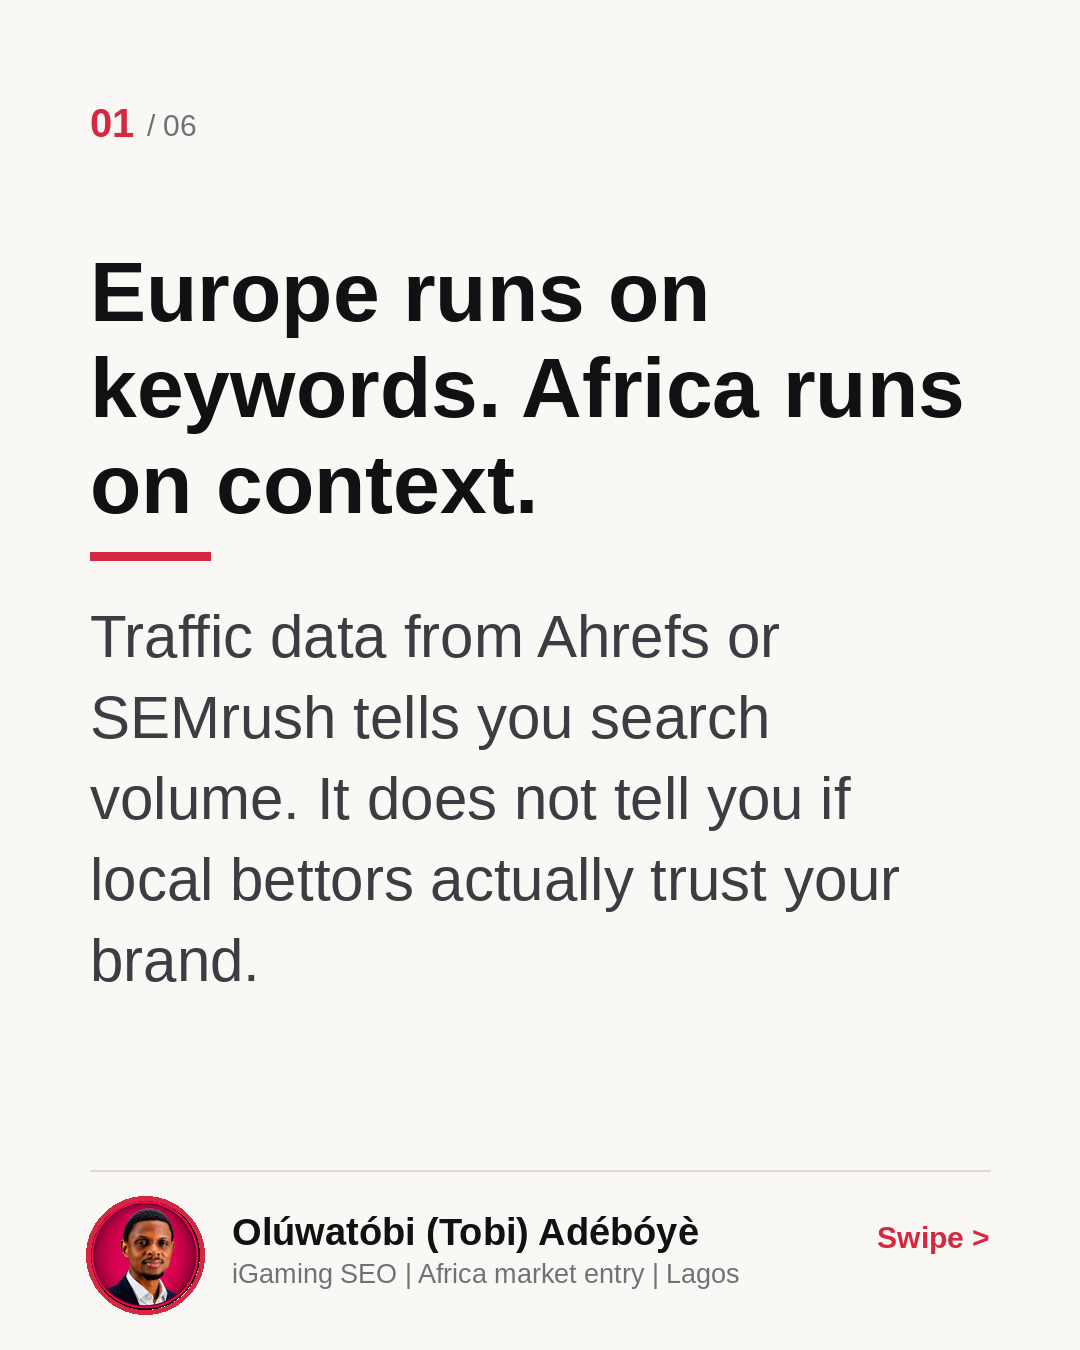 01 / 06
Europe runs on
keywords. Africa runs
on context.
Traffic data from Ahrefs or
SEMrush tells you search
volume. It does not tell you if
local bettors actually trust your
brand.
Olúwatóbi (Tobi) Adébóyè
iGaming SEO | Africa market entry | Lagos
Swipe >